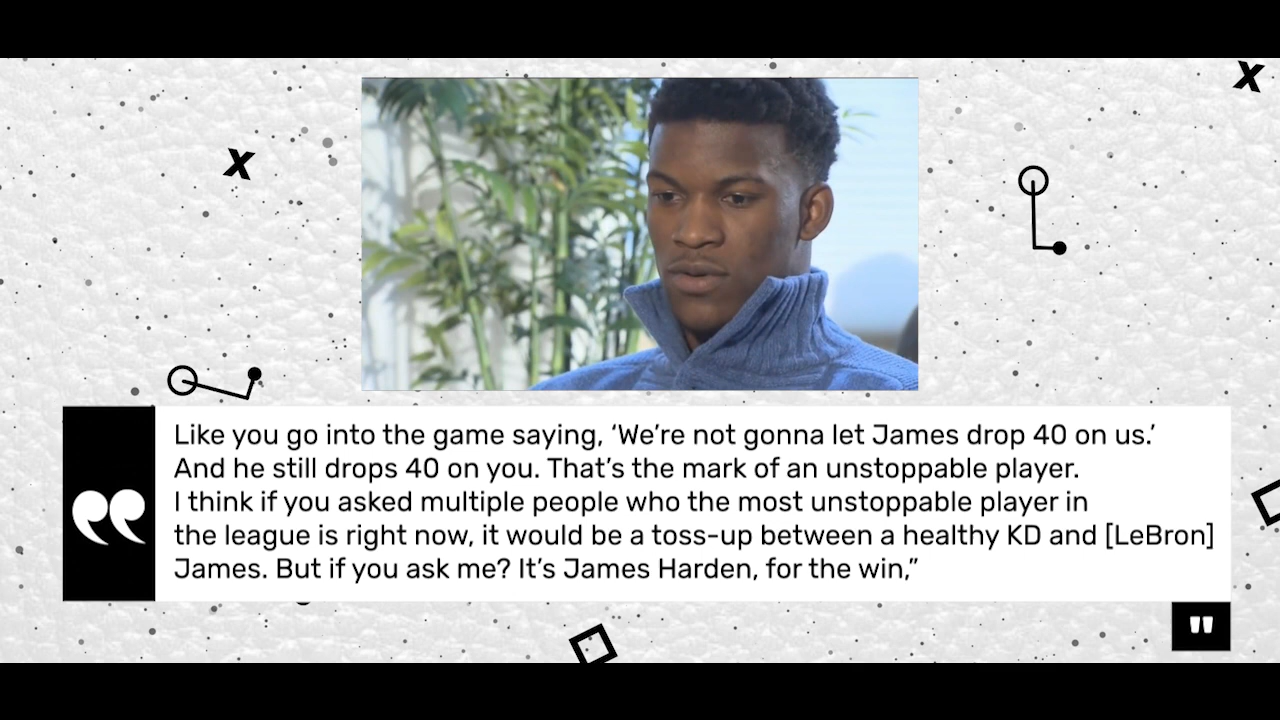 Like you go into the game saying, ‘We’re not gonna let James drop 40 on us.’
And he still drops 40 on you. That’s the mark of an unstoppable player.
I think if you asked multiple people who the most unstoppable player in
the league is right now, it would be a toss-up between a healthy KD and [LeBron]
James. But if you ask me? It’s James Harden, for the win,”